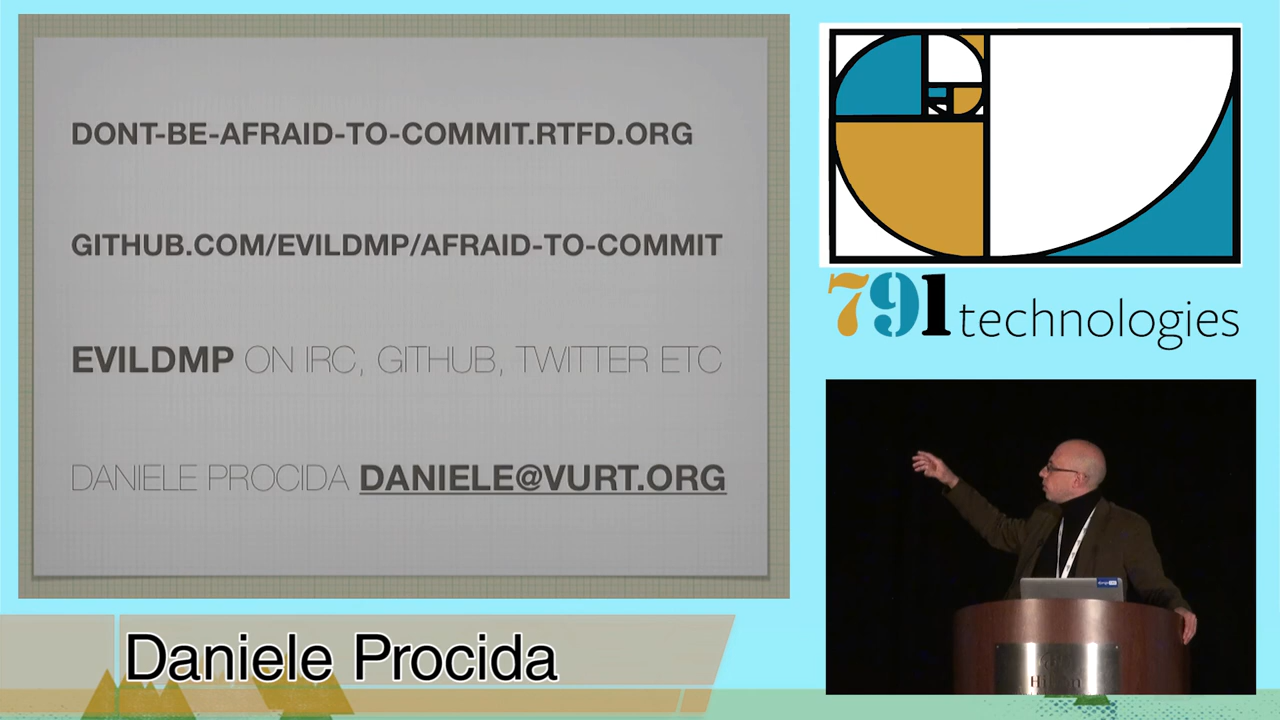 DONT-BE-AFRAID-TO-COMMIT.RTFD.ORG
GITHUB.COM/EVILDMP/AFRAID-TO-COMMIT
EVILDMP ON IRC, GITHUB, TWITTER ETC
DANIELE PROCIDA DANIELE@VURT.ORG
791 technologies
Daniele Procida